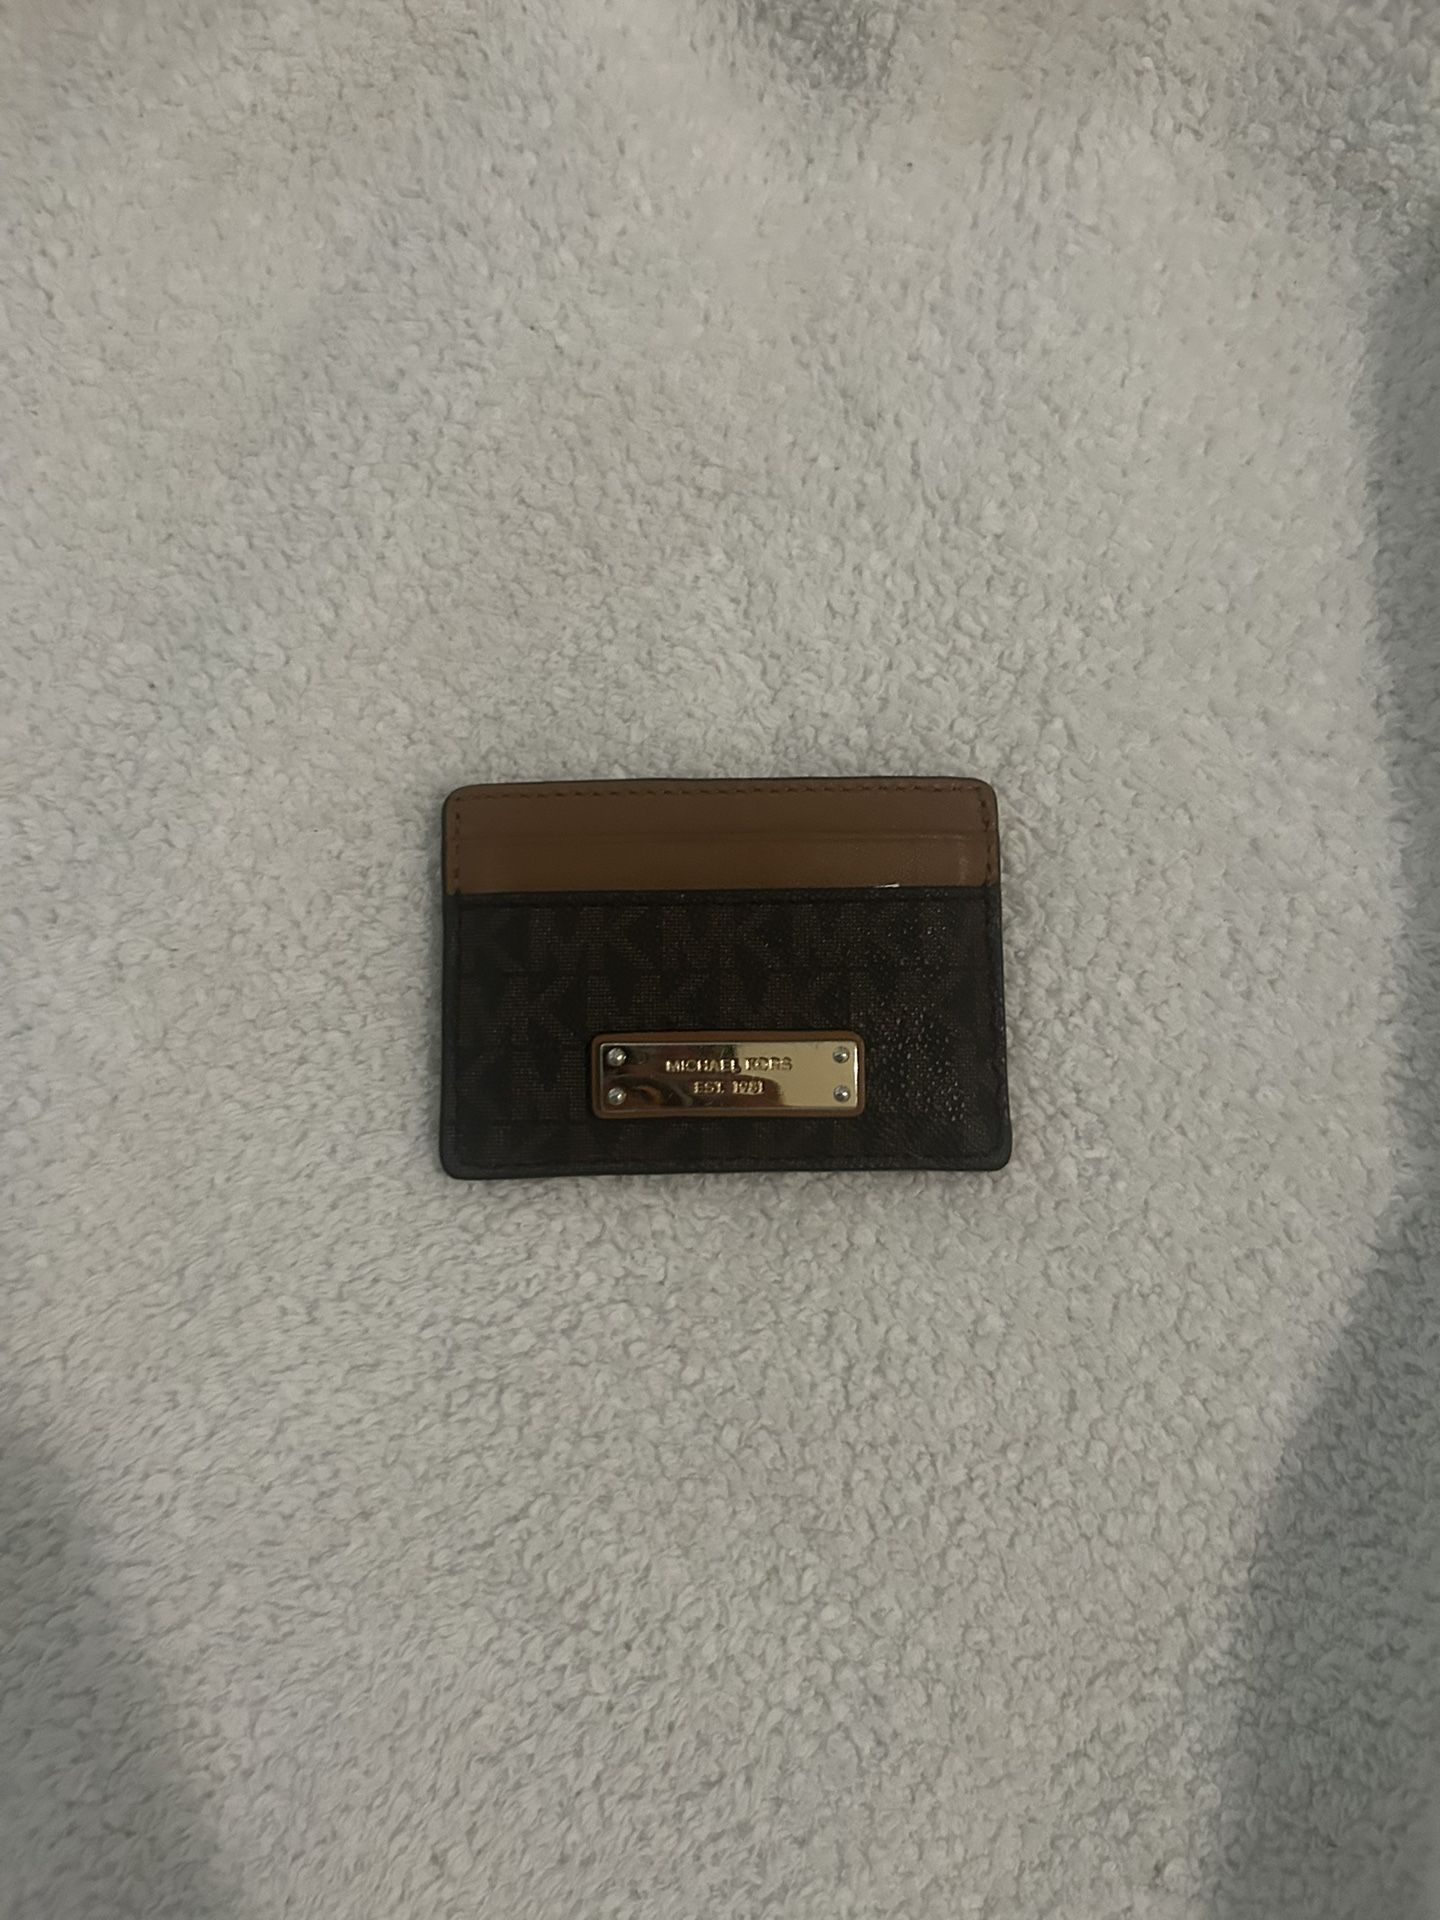 MICHAEL KORS
EST. 1981